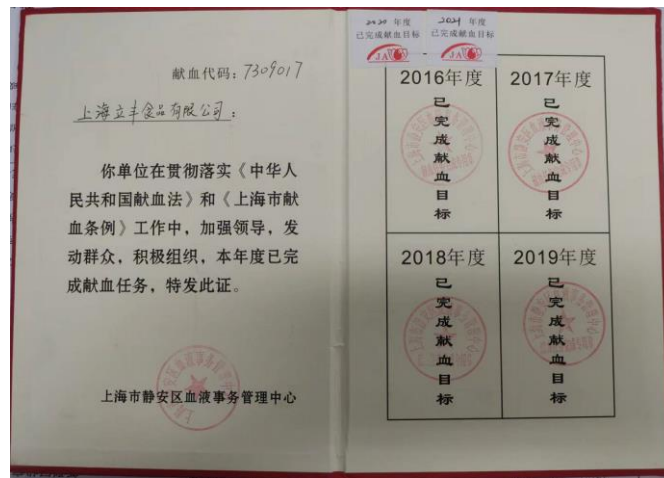 献血代码：7309017
上海立丰食品有限公司：
你单位在贯彻落实《中华人
民共和国献血法》和《上海市献
血条例》工作中，加强领导，发
动群众，积极组织，本年度已完
成献血任务，特发此证。
上海市静安区血液事务管理中心
2020 年度
已完成献血目标
JA
2021 年度
已完成献血目标
JA
2016年度
已完成献血目标
2017年度
已完成献血目标
2018年度
已完成献血目标
2019年度
已完成献血目标